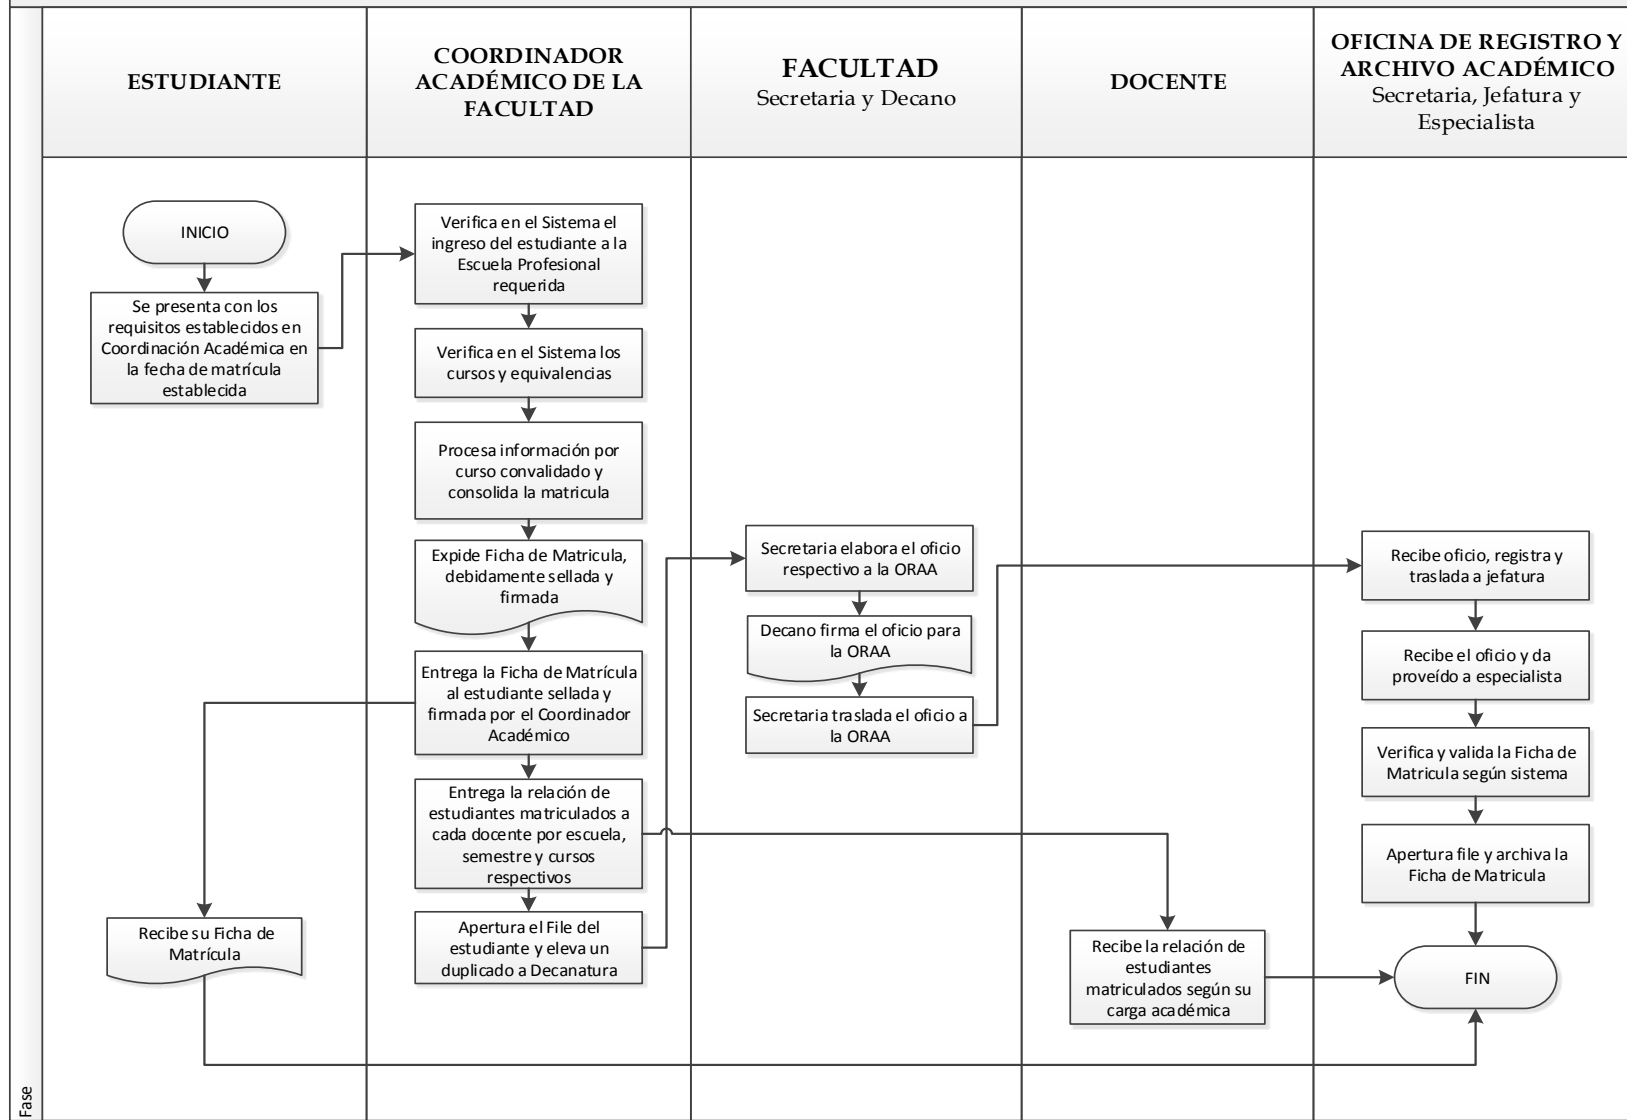 ESTUDIANTE
COORDINADOR
ACADÉMICO DE LA
FACULTAD
FACULTAD
Secretaria y Decano
DOCENTE
OFICINA DE REGISTRO Y
ARCHIVO ACADÉMICO
Secretaria, Jefatura y
Especialista
INICIO
Se presenta con los
requisitos establecidos en
Coordinación Académica en
la fecha de matrícula
establecida
Recibe su Ficha de
Matrícula
Verifica en el Sistema el
ingreso del estudiante a la
Escuela Profesional
requerida
Verifica en el Sistema los
cursos y equivalencias
Procesa información por
curso convalidado y
consolida la matricula
Expide Ficha de Matricula,
debidamente sellada y
firmada
Entrega la Ficha de Matrícula
al estudiante sellada y
firmada por el Coordinador
Académico
Entrega la relación de
estudiantes matriculados a
cada docente por escuela,
semestre y cursos
respectivos
Apertura el File del
estudiante y eleva un
duplicado a Decanatura
Secretaria elabora el oficio
respectivo a la ORAA
Decano firma el oficio para
la ORAA
Secretaria traslada el oficio a
la ORAA
Recibe la relación de
estudiantes
matriculados según su
carga académica
Recibe oficio, registra y
traslada a jefatura
Recibe el oficio y da
proveído a especialista
Verifica y valida la Ficha de
Matricula según sistema
Apertura file y archiva la
Ficha de Matricula
FIN
Fase